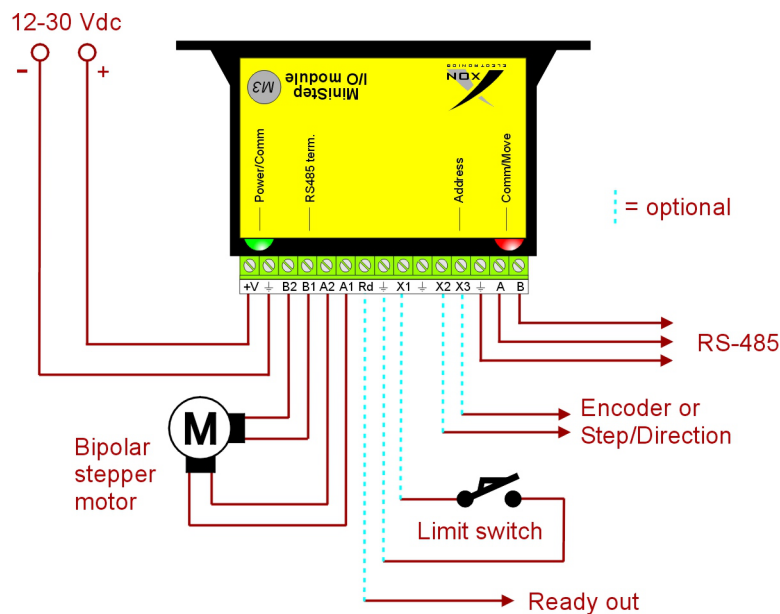 12-30 Vdc
- +
M3
MiniStep
I/O module
XON
ELECTRONICS
Power/Comm
RS485 term.
Address
Comm/Move
= optional
+V B2 B1 A2 A1 Rd X1 X2 X3 A B
RS-485
M
Bipolar
stepper
motor
Encoder or
Step/Direction
Limit switch
Ready out